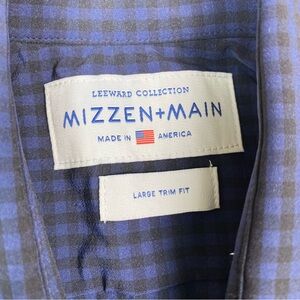 LEEWARD COLLECTION
MIZZEN+MAIN
MADE IN AMERICA
LARGE TRIM FIT